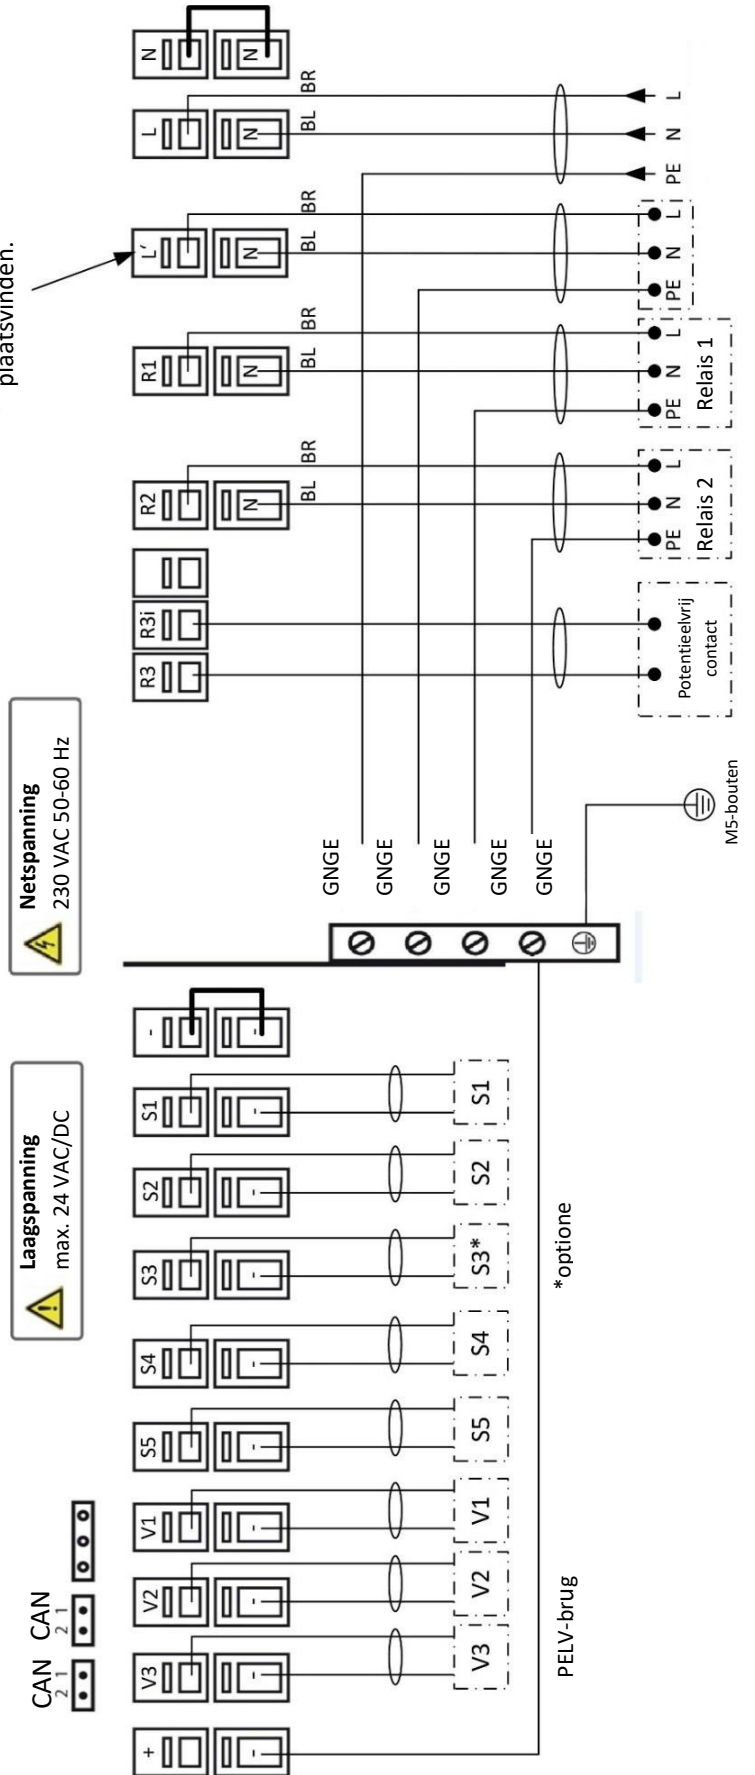 plaatsvinden.
Laagspanning
max. 24 VAC/DC
Netspanning
230 VAC 50-60 Hz
CAN CAN
2 1 2 1
+ V3 V2 V1 S5 S4 S3 S2 S1 - R3 R3i R2 R1 L' L N
- - - - - - - - - - N N N N N
BL BR BL BR BL BR BL BR
GNGE
GNGE
GNGE
GNGE
GNGE
V3 V2 V1 S5 S4 S3* S2 S1
PELV-brug
*optione
M5-bouten
Potentieelvrij
contact
PE N L
Relais 2
PE N L
Relais 1
PE N L
PE N L